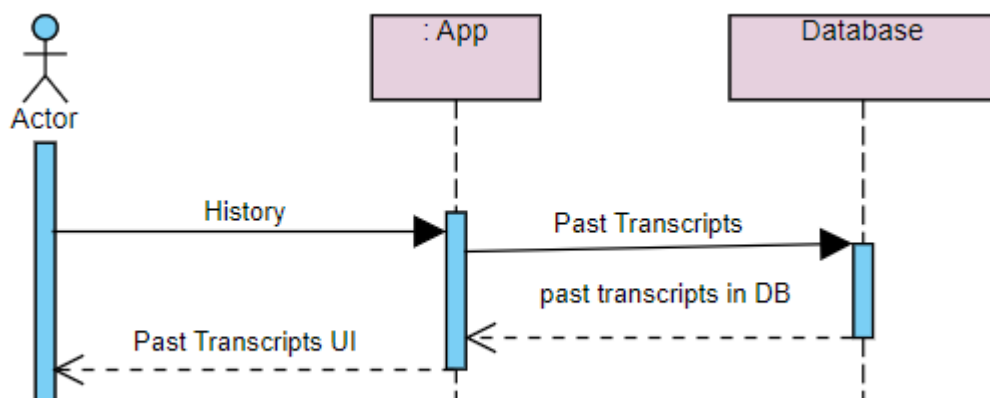 : App
Database
Actor
History
Past Transcripts
past transcripts in DB
Past Transcripts UI